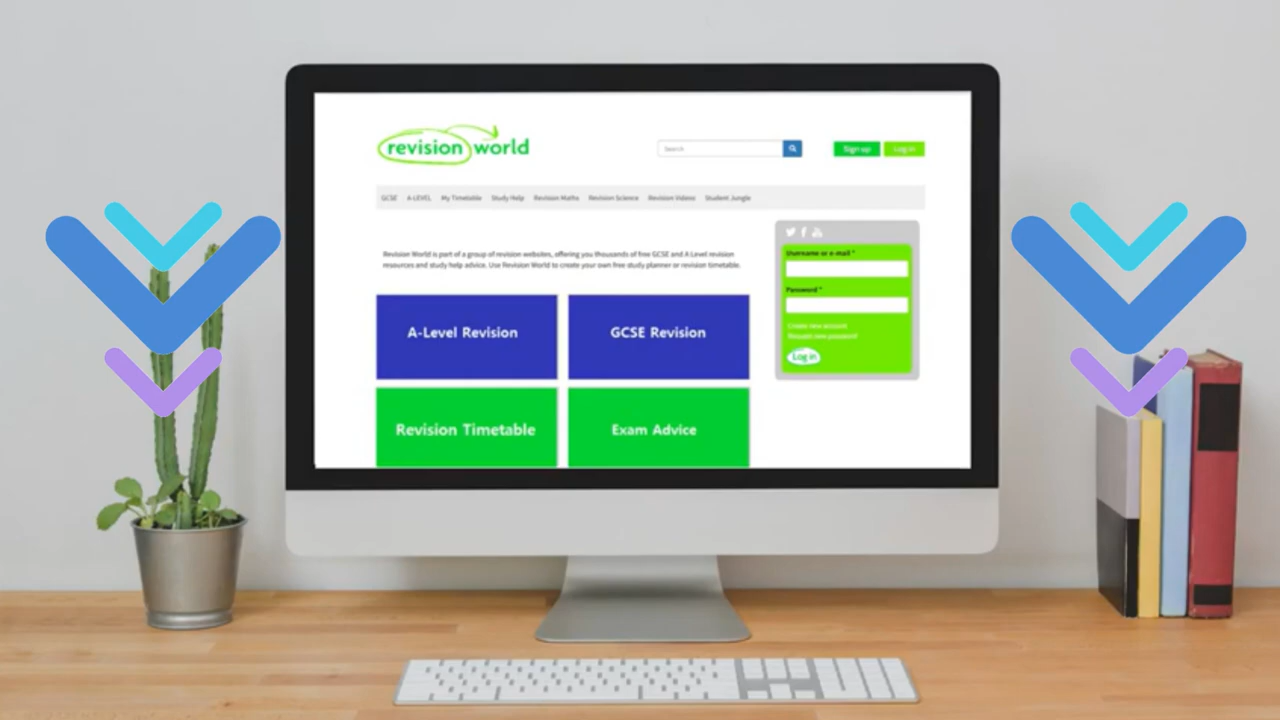 revision world
Search
Sign up
Log in
GCSE A-LEVEL My Timetable Study Help Revision Maths Revision Science Revision Videos Student Jungle
Revision World is part of a group of revision websites, offering you thousands of free GCSE and A Level revision
resources and study help advice. Use Revision World to create your own free study planner or revision timetable.
A-Level Revision
GCSE Revision
Revision Timetable
Exam Advice
Username or e-mail *
Password *
Create new account
Request new password
Log in